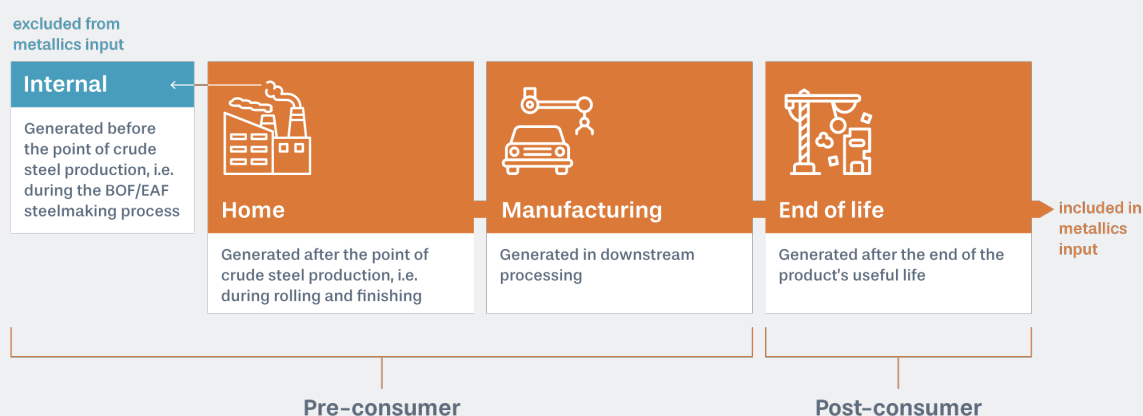 excluded from
metallics input
Internal
Generated before
the point of crude
steel production, i.e.
during the BOF/EAF
steelmaking process
Home
Generated after the point of
crude steel production, i.e.
during rolling and finishing
Manufacturing
Generated in downstream
processing
End of life
Generated after the end of the
product's useful life
included in
metallics
input
Pre-consumer
Post-consumer